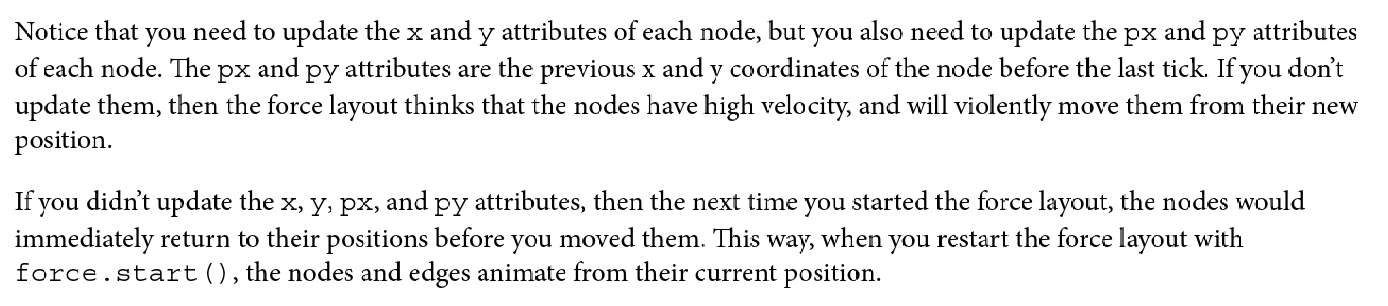 Notice that you need to update the x and y attributes of each node, but you also need to update the px and py attributes
of each node. The px and py attributes are the previous x and y coordinates of the node before the last tick. If you don’t
update them, then the force layout thinks that the nodes have high velocity, and will violently move them from their new
position.
If you didn’t update the x, y, px, and py attributes, then the next time you started the force layout, the nodes would
immediately return to their positions before you moved them. This way, when you restart the force layout with
force.start(), the nodes and edges animate from their current position.